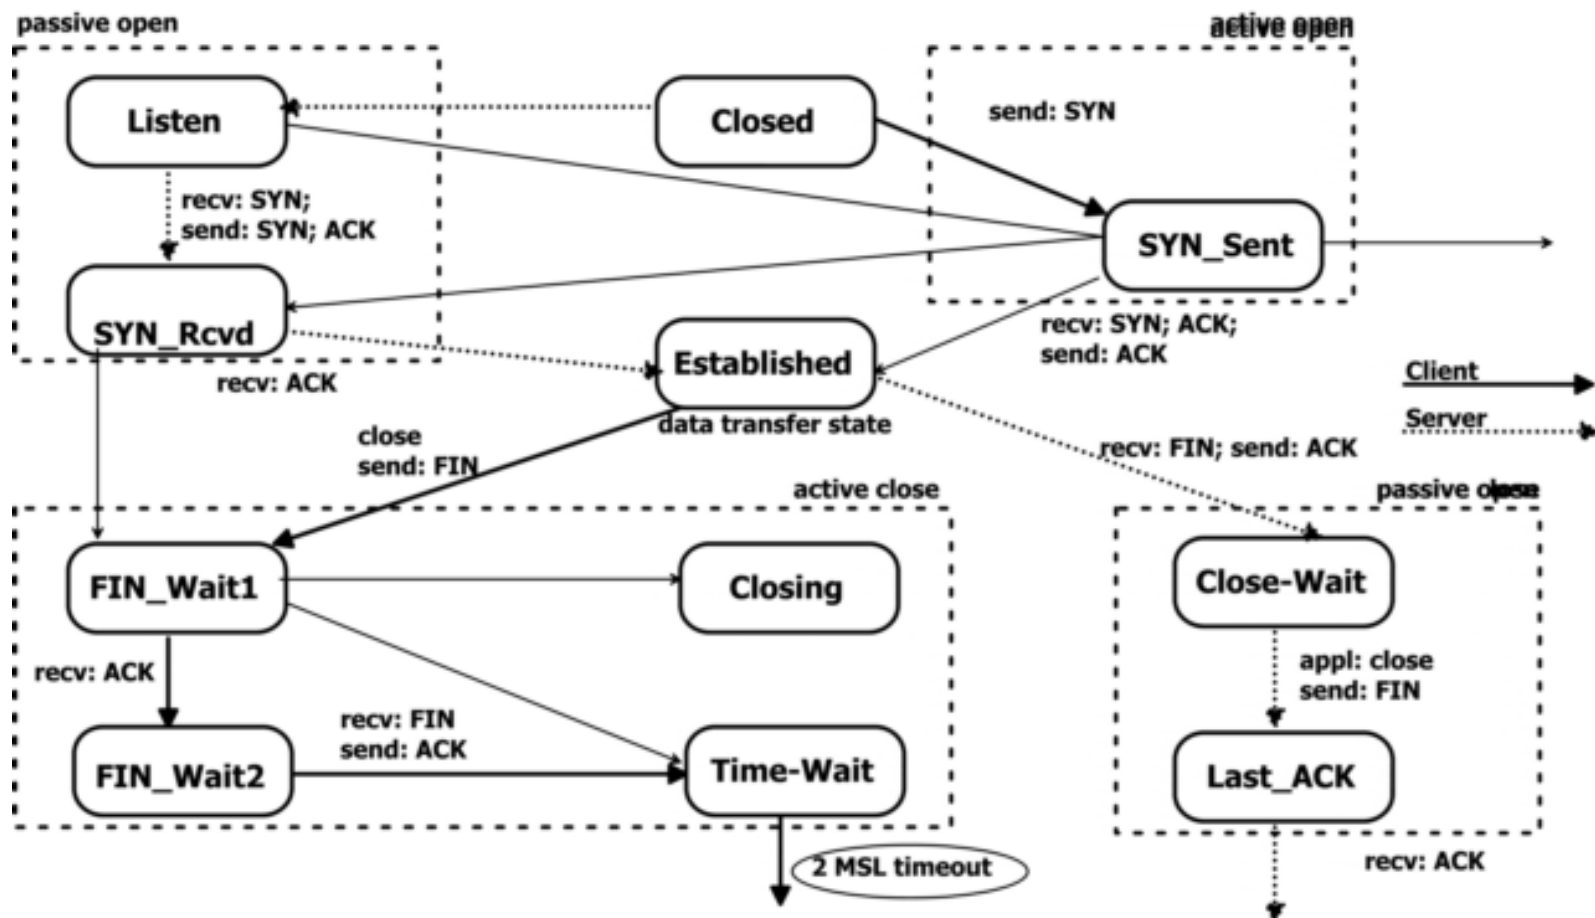 passive open
active open
Listen
Closed
send: SYN
recv: SYN;
send: SYN; ACK
SYN_Sent
SYN_Rcvd
recv: ACK
Established
data transfer state
recv: SYN; ACK;
send: ACK
Client
Server
close
send: FIN
recv: FIN; send: ACK
active close
passive close
FIN_Wait1
Closing
Close-Wait
recv: ACK
appl: close
send: FIN
recv: FIN
send: ACK
FIN_Wait2
Time-Wait
Last_ACK
2 MSL timeout
recv: ACK